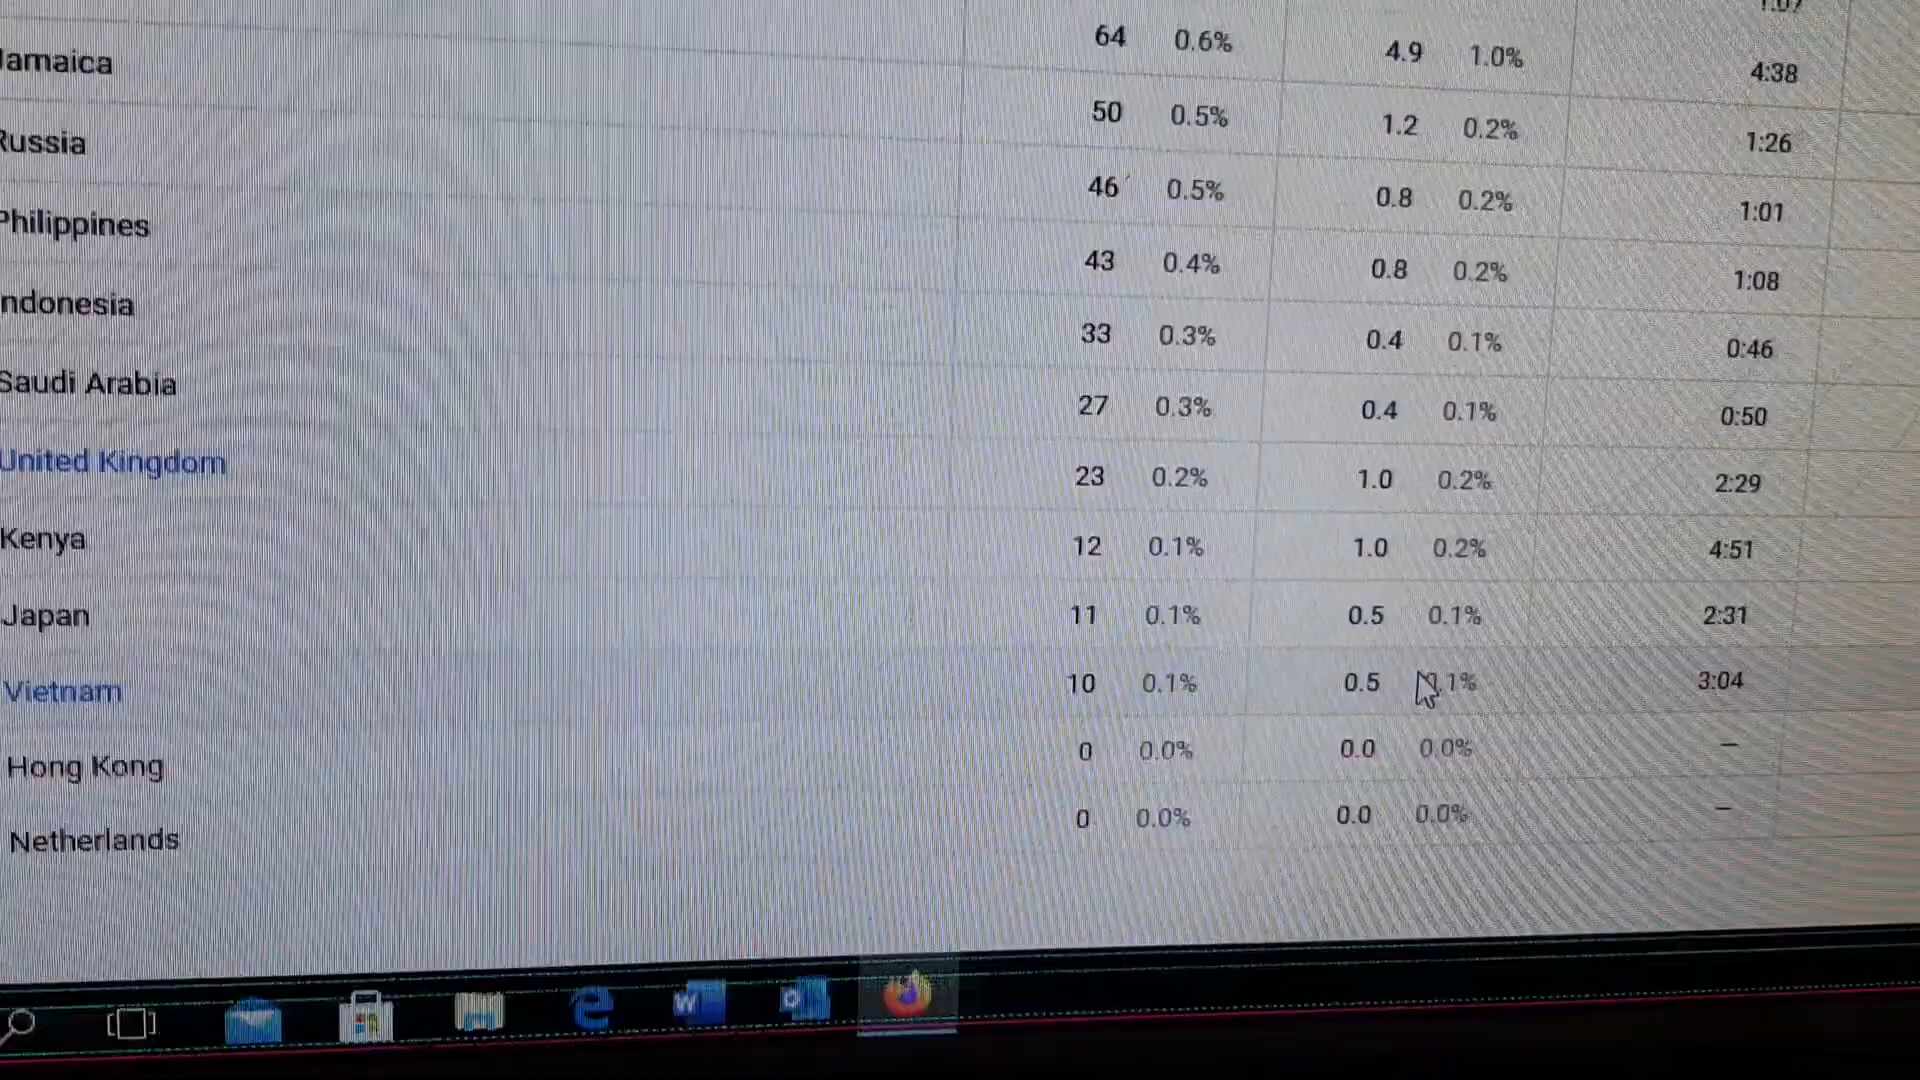 64 0.6% 4.9 1.0% 4:38
Jamaica 50 0.5% 1.2 0.2% 1:26
Russia 46 0.5% 0.8 0.2% 1:01
Philippines 43 0.4% 0.8 0.2% 1:08
ndonesia 33 0.3% 0.4 0.1% 0:46
Saudi Arabia 27 0.3% 0.4 0.1% 0:50
United Kingdom 23 0.2% 1.0 0.2% 2:29
Kenya 12 0.1% 1.0 0.2% 4:51
Japan 11 0.1% 0.5 0.1% 2:31
Vietnam 10 0.1% 0.5 .1% 3:04
Hong Kong 0 0.0% 0.0 0.0% –
Netherlands 0 0.0% 0.0 0.0% –